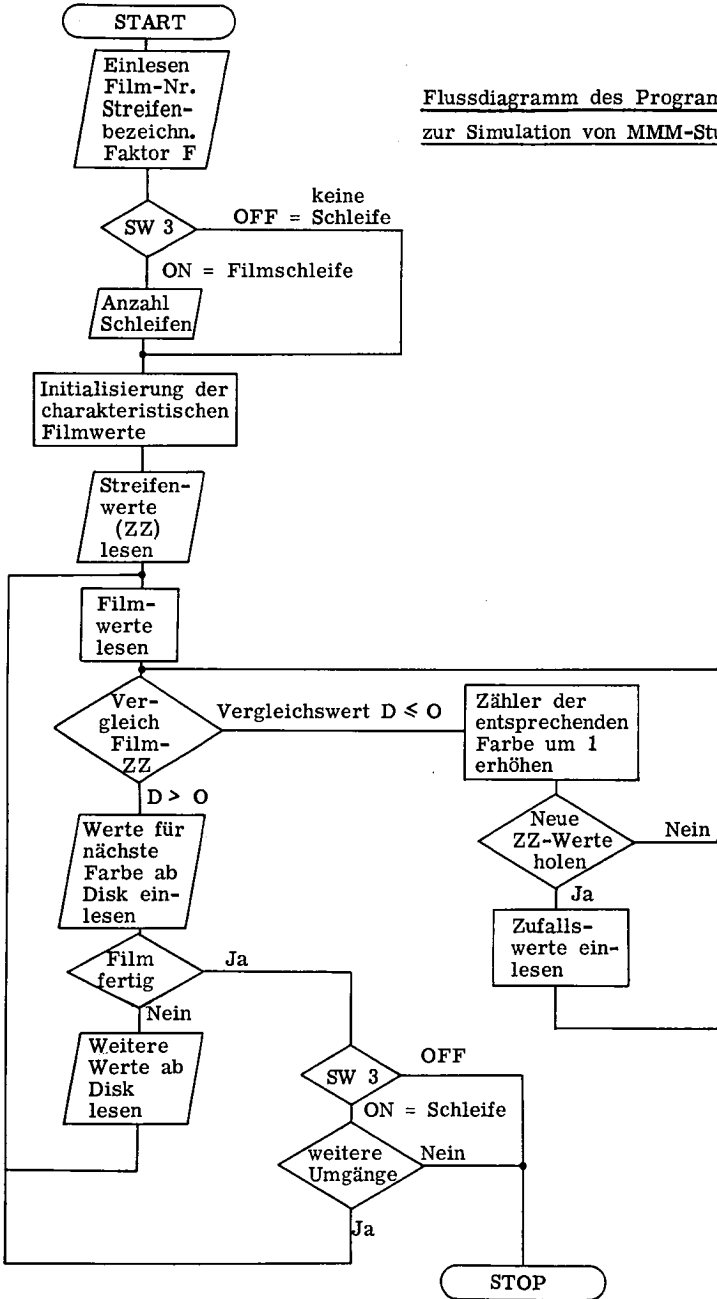 START
Einlesen
Film-Nr.
Streifen-
bezeichn.
Faktor F
Flussdiagramm des Program
zur Simulation von MMM-Stu
SW 3
keine
OFF = Schleife
ON = Filmschleife
Anzahl
Schleifen
Initialisierung der
charakteristischen
Filmwerte
Streifen-
werte
(ZZ)
lesen
Film-
werte
lesen
Ver-
gleich
Film-
ZZ
Vergleichswert D ≤ O
Zähler der
entsprechenden
Farbe um 1
erhöhen
D > O
Neue
ZZ-Werte
holen
Nein
Ja
Zufalls-
werte ein-
lesen
Werte für
nächste
Farbe ab
Disk ein-
lesen
Film
fertig
Ja
Nein
Weitere
Werte ab
Disk
lesen
SW 3
OFF
ON = Schleife
weitere
Umgänge
Nein
Ja
STOP